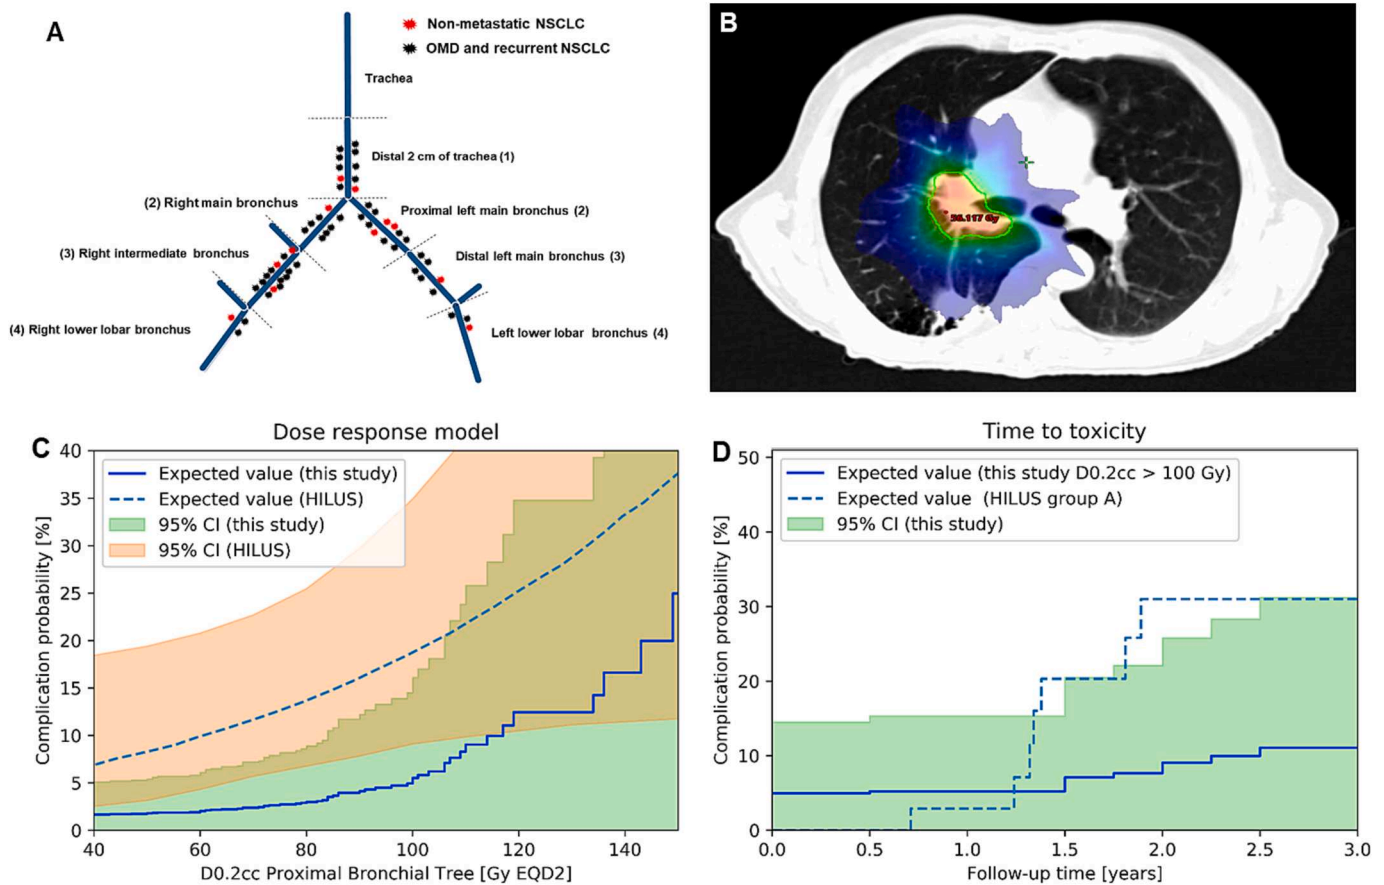 A
Non-metastatic NSCLC
OMD and recurrent NSCLC
Trachea
Distal 2 cm of trachea (1)
(2) Right main bronchus
Proximal left main bronchus (2)
(3) Right intermediate bronchus
Distal left main bronchus (3)
(4) Right lower lobar bronchus
Left lower lobar bronchus (4)
B
C
Dose response model
Expected value (this study)
Expected value (HILUS)
95% CI (this study)
95% CI (HILUS)
Complication probability [%]
40
35
30
25
20
15
10
5
0
40 60 80 100 120 140
D0.2cc Proximal Bronchial Tree [Gy EQD2]
D
Time to toxicity
Expected value (this study D0.2cc > 100 Gy)
Expected value (HILUS group A)
95% CI (this study)
Complication probability [%]
50
40
30
20
10
0
0.0 0.5 1.0 1.5 2.0 2.5 3.0
Follow-up time [years]